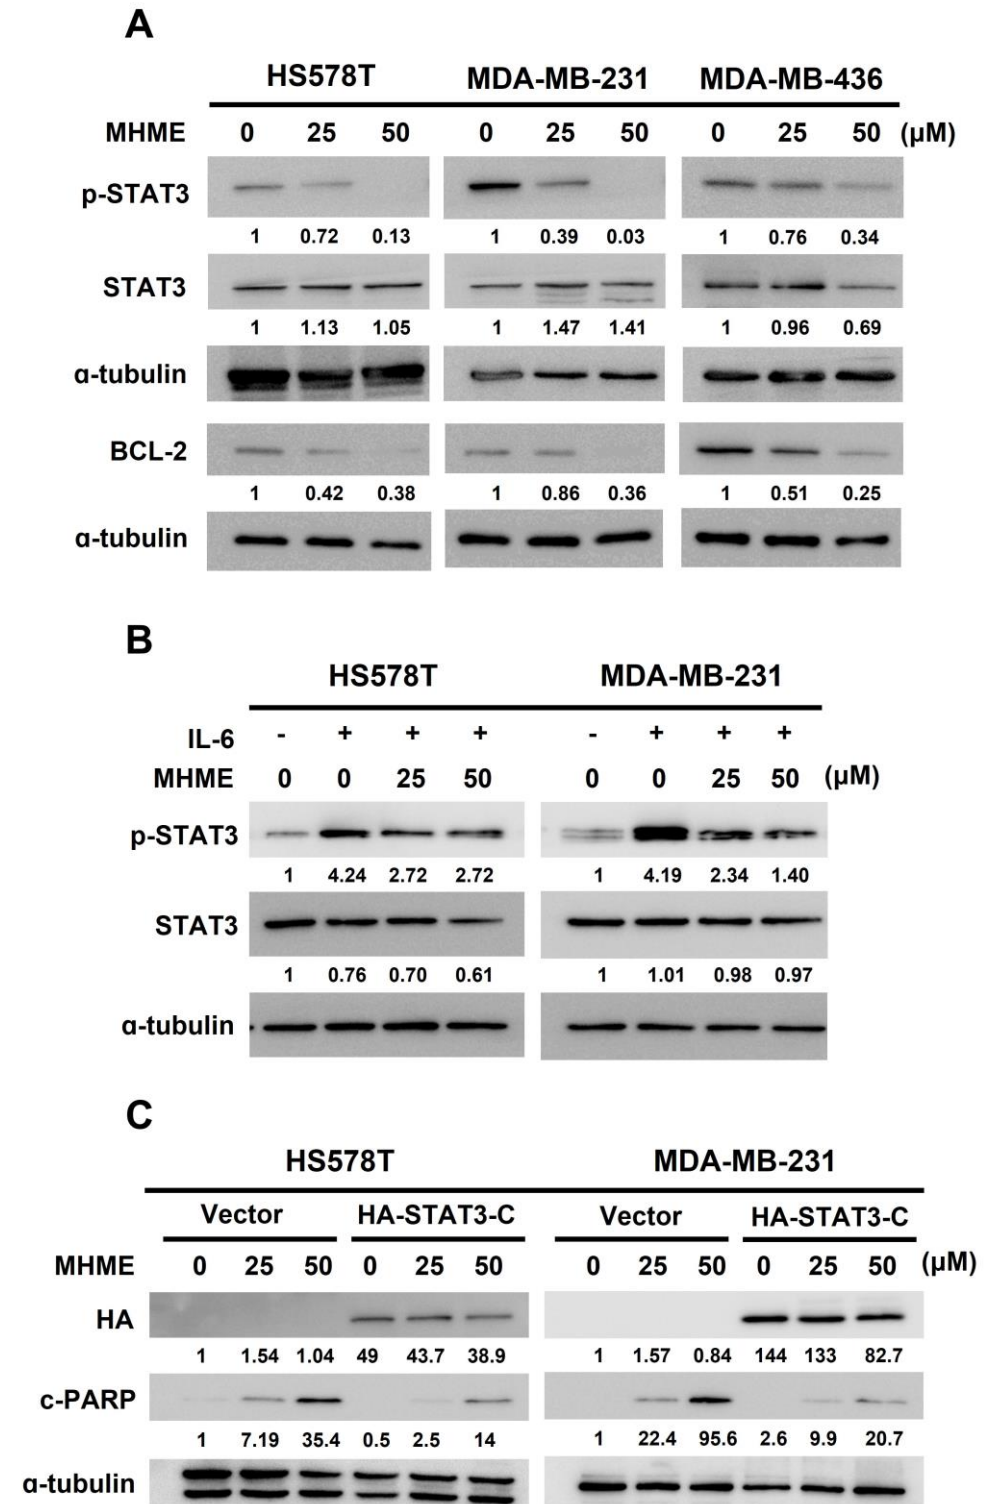 A
HS578T MDA-MB-231 MDA-MB-436
MHME 0 25 50 0 25 50 0 25 50 (μM)
p-STAT3
1 0.72 0.13 1 0.39 0.03 1 0.76 0.34
STAT3
1 1.13 1.05 1 1.47 1.41 1 0.96 0.69
α-tubulin
BCL-2
1 0.42 0.38 1 0.86 0.36 1 0.51 0.25
α-tubulin
B
HS578T MDA-MB-231
IL-6 - + + + - + + +
MHME 0 0 25 50 0 0 25 50 (μM)
p-STAT3
1 4.24 2.72 2.72 1 4.19 2.34 1.40
STAT3
1 0.76 0.70 0.61 1 1.01 0.98 0.97
α-tubulin
C
HS578T MDA-MB-231
Vector HA-STAT3-C Vector HA-STAT3-C
MHME 0 25 50 0 25 50 0 25 50 0 25 50 (μM)
HA
1 1.54 1.04 49 43.7 38.9 1 1.57 0.84 144 133 82.7
c-PARP
1 7.19 35.4 0.5 2.5 14 1 22.4 95.6 2.6 9.9 20.7
α-tubulin